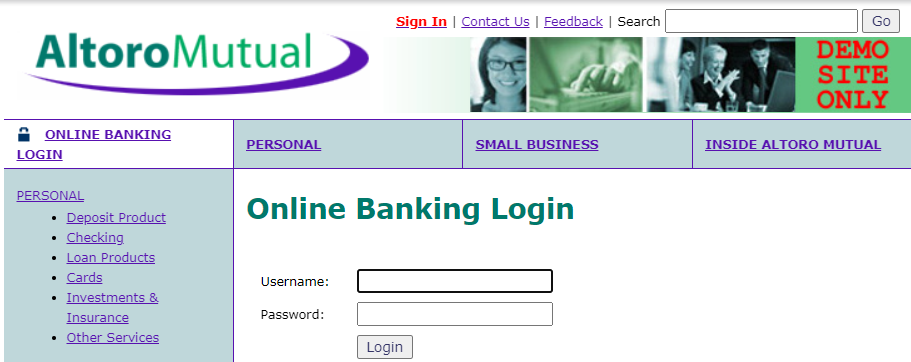 Sign In | Contact Us | Feedback | Search Go
AltoroMutual
DEMO
SITE
ONLY
ONLINE BANKING
LOGIN
PERSONAL
SMALL BUSINESS
INSIDE ALTORO MUTUAL
PERSONAL
Deposit Product
Checking
Loan Products
Cards
Investments &
Insurance
Other Services
Online Banking Login
Username:
Password:
Login